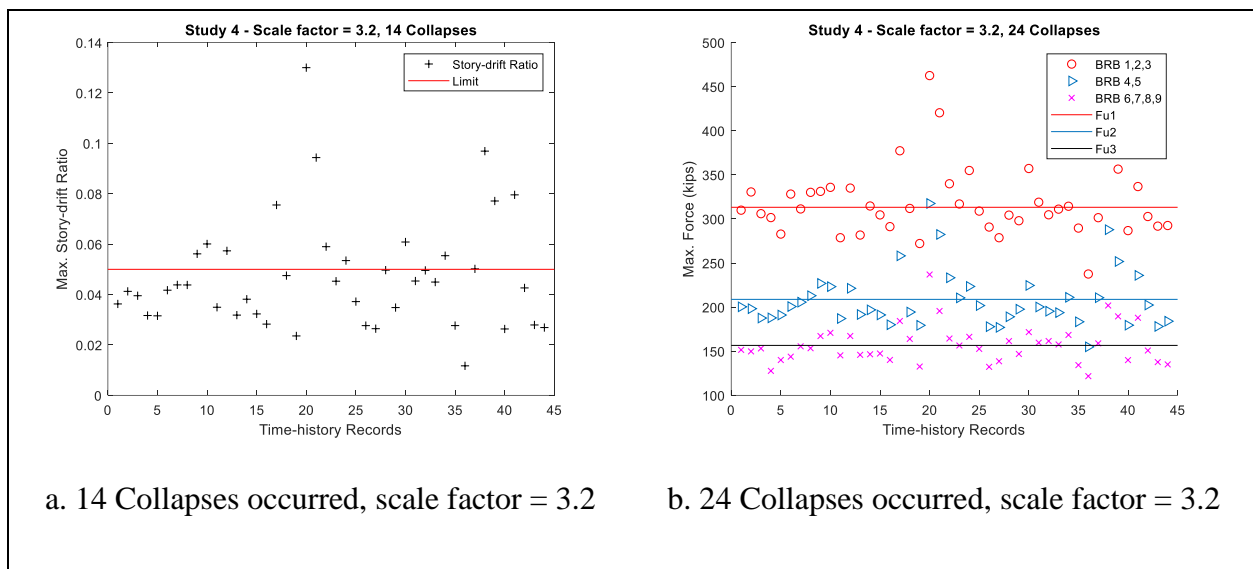 Study 4 - Scale factor = 3.2, 14 Collapses
0.14
0.12
0.1
0.08
0.06
0.04
0.02
0
Max. Story-drift Ratio
Story-drift Ratio
Limit
0 5 10 15 20 25 30 35 40 45
Time-history Records
a. 14 Collapses occurred, scale factor = 3.2
Study 4 - Scale factor = 3.2, 24 Collapses
500
450
400
350
300
250
200
150
100
Max. Force (kips)
BRB 1,2,3
BRB 4,5
BRB 6,7,8,9
Fu1
Fu2
Fu3
0 5 10 15 20 25 30 35 40 45
Time-history Records
b. 24 Collapses occurred, scale factor = 3.2